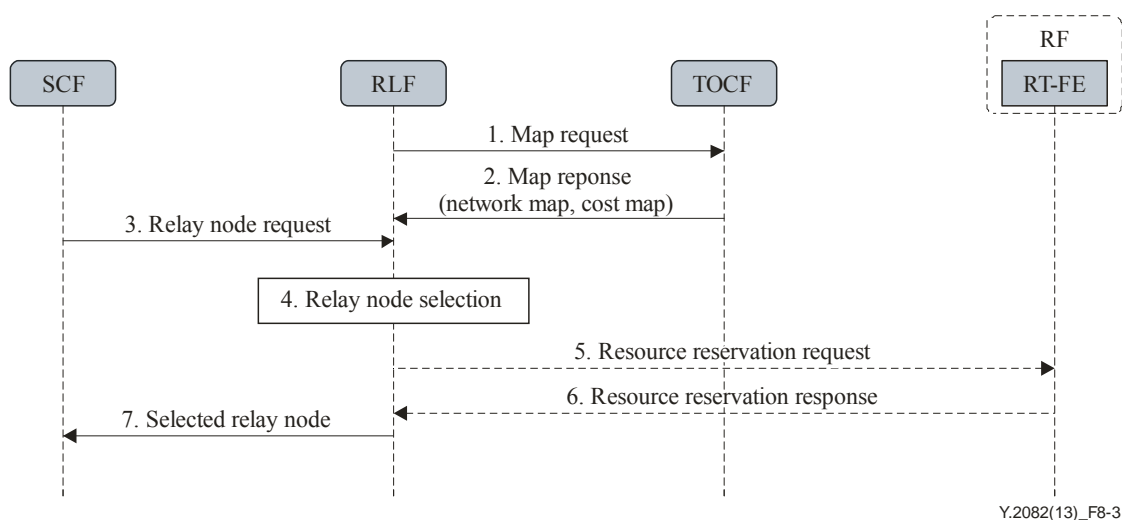 RF
SCF
RLF
TOCF
RT-FE
1. Map request
2. Map reponse
(network map, cost map)
3. Relay node request
4. Relay node selection
5. Resource reservation request
6. Resource reservation response
7. Selected relay node
Y.2082(13)_F8-3